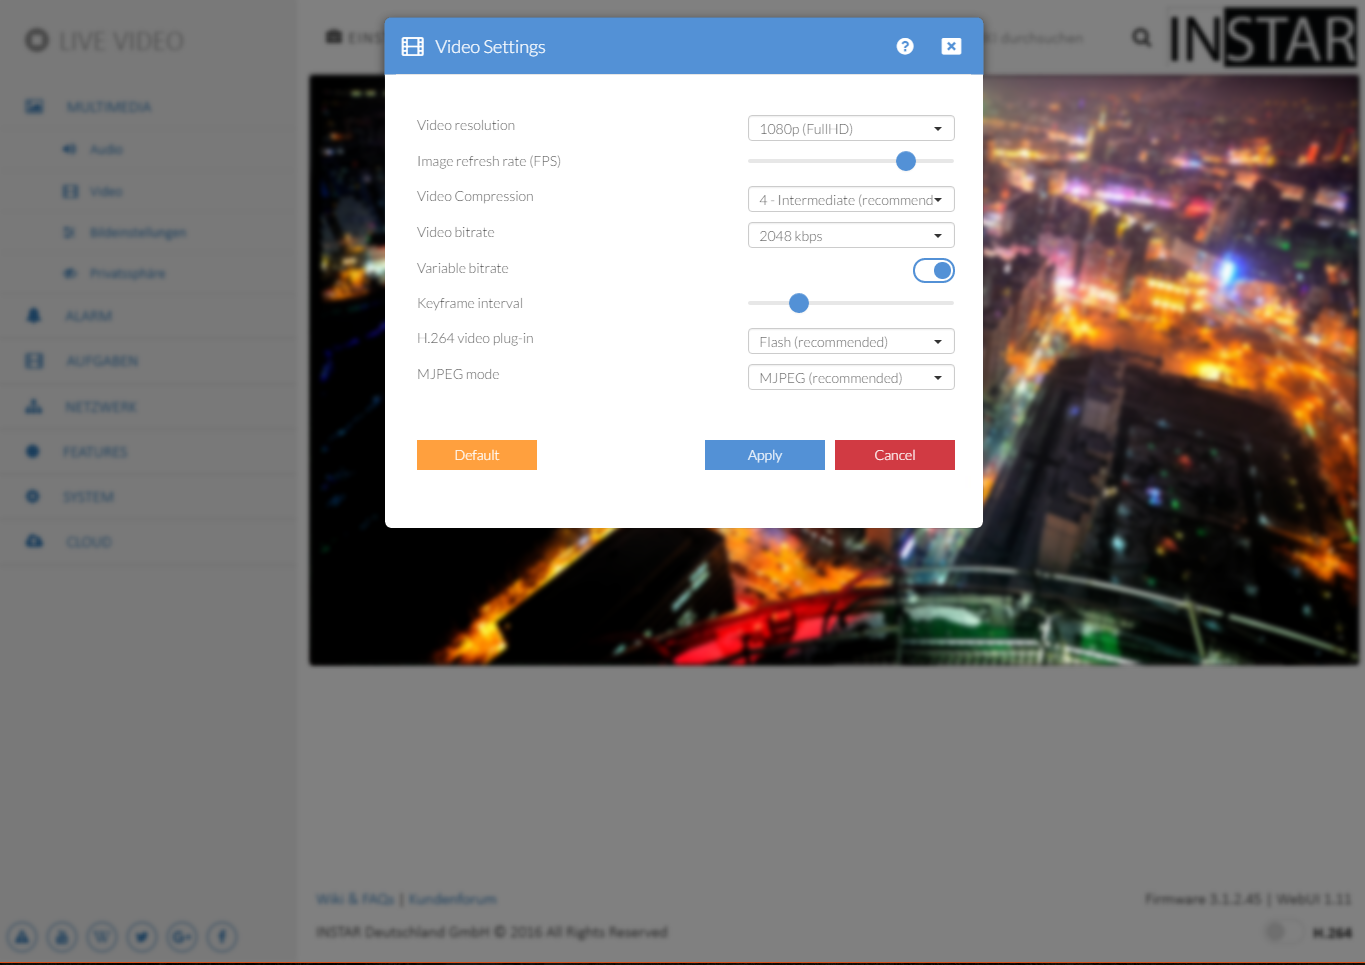 LIVE VIDEO
durchsuchen
INSTAR
MULTIMEDIA
Audio
Video
Bildeinstellungen
Privatssphäre
ALARM
AUFGABEN
NETZWERK
FEATURES
SYSTEM
CLOUD
Video Settings
Video resolution
1080p (FullHD)
Image refresh rate (FPS)
Video Compression
4 - Intermediate (recommend
Video bitrate
2048 kbps
Variable bitrate
Keyframe interval
H.264 video plug-in
Flash (recommended)
MJPEG mode
MJPEG (recommended)
Default
Apply
Cancel
Wiki & FAQs | Kundenforum
Firmware 3.1.2.45 | WebUI 1.11
INSTAR Deutschland GmbH © 2016 All Rights Reserved
H.264